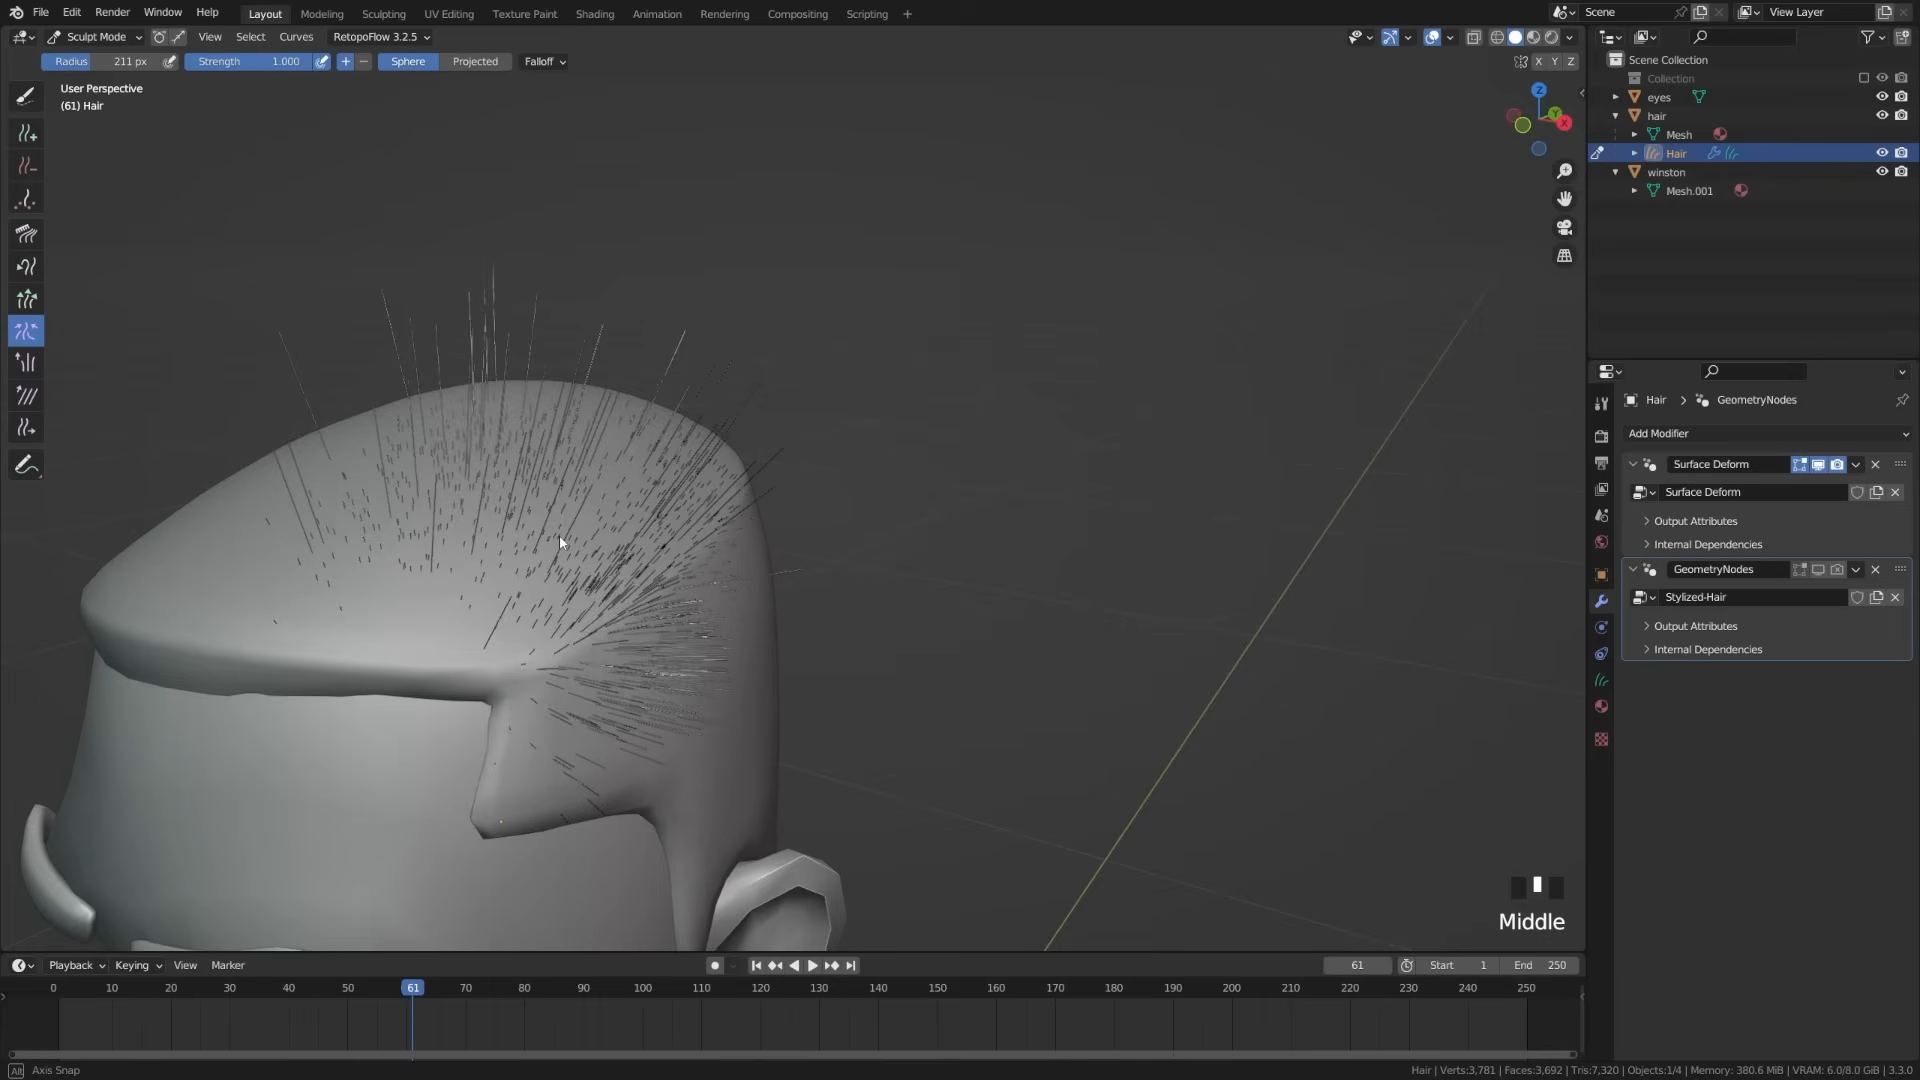 File Edit Render Window Help Layout Modeling Sculpting UV Editing Texture Paint Shading Animation Rendering Compositing Scripting + Scene View Layer
Sculpt Mode View Select Curves RetopoFlow 3.2.5
Radius 211 px Strength 1.000 + − Sphere Projected Falloff X Y Z
User Perspective
(61) Hair
Z
Y
X
Scene Collection
Collection
eyes
hair
Mesh
Hair
winston
Mesh.001
Hair > GeometryNodes
Add Modifier
Surface Deform
Surface Deform
Output Attributes
Internal Dependencies
GeometryNodes
Stylized-Hair
Output Attributes
Internal Dependencies
Middle
Playback Keying View Marker 61 Start 1 End 250
0 10 20 30 40 50 61 70 80 90 100 110 120 130 140 150 160 170 180 190 200 210 220 230 240 250
Alt Axis Snap Hair | Verts:3,781 | Faces:3,692 | Tris:7,320 | Objects:1/4 | Memory: 380.6 MiB | VRAM: 6.0/8.0 GiB | 3.3.0